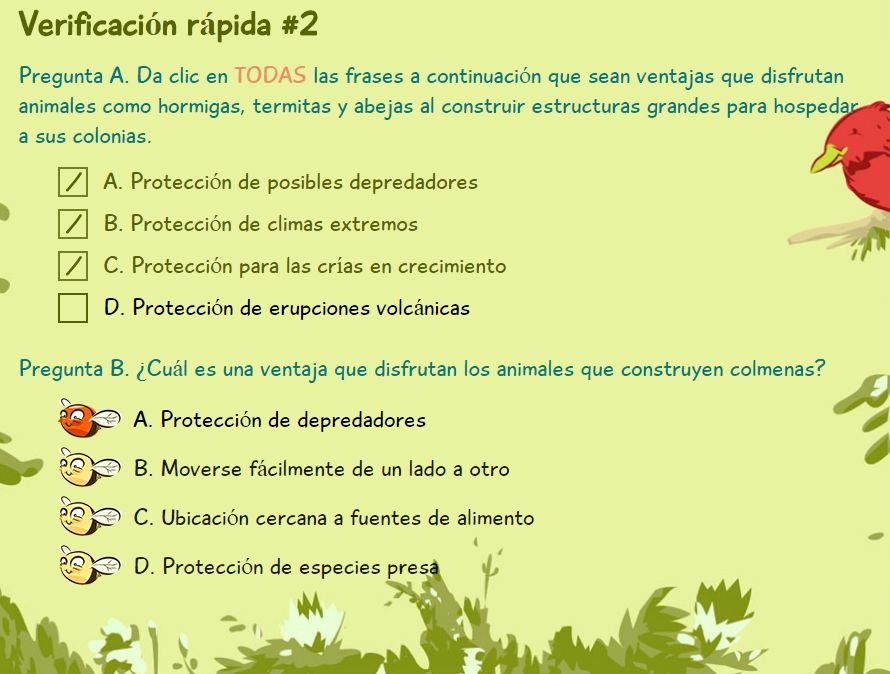 Verificación rápida #2
Pregunta A. Da clic en TODAS las frases a continuación que sean ventajas que disfrutan
animales como hormigas, termitas y abejas al construir estructuras grandes para hospedar
a sus colonias.
A. Protección de posibles depredadores
B. Protección de climas extremos
C. Protección para las crías en crecimiento
D. Protección de erupciones volcánicas
Pregunta B. ¿Cuál es una ventaja que disfrutan los animales que construyen colmenas?
A. Protección de depredadores
B. Moverse fácilmente de un lado a otro
C. Ubicación cercana a fuentes de alimento
D. Protección de especies presa